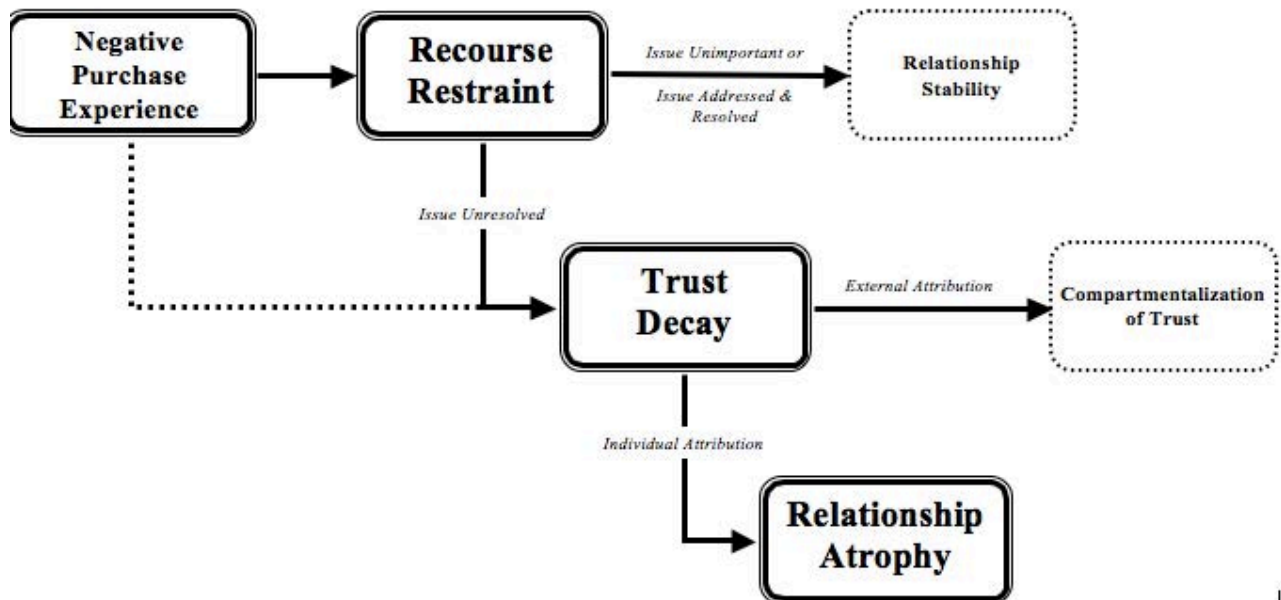 Negative
Purchase
Experience
Recourse
Restraint
Issue Unimportant or
Issue Addressed &
Resolved
Relationship
Stability
Issue Unresolved
Trust
Decay
External Attribution
Compartmentalization
of Trust
Individual Attribution
Relationship
Atrophy